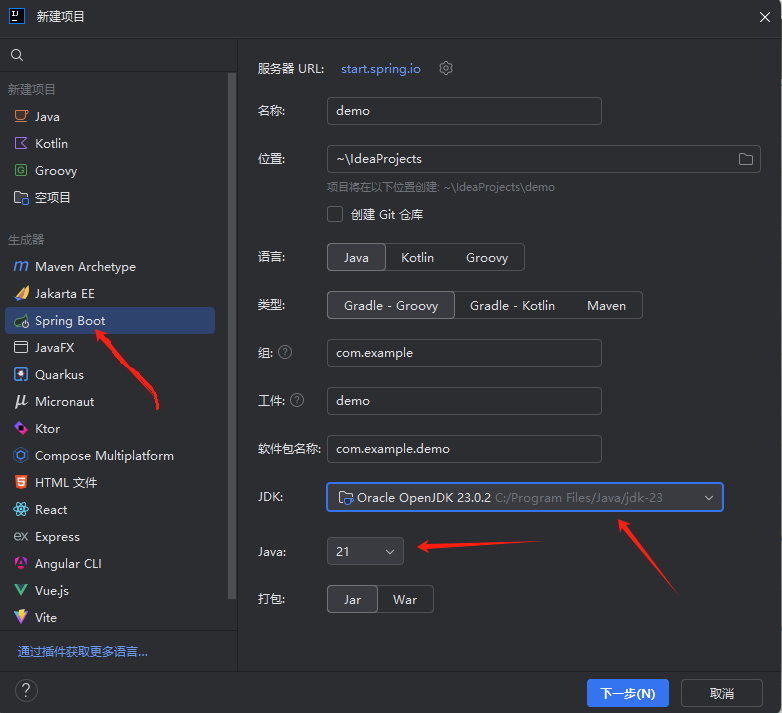 新建项目
新建项目
Java
Kotlin
Groovy
空项目
生成器
Maven Archetype
Jakarta EE
Spring Boot
JavaFX
Quarkus
Micronaut
Ktor
Compose Multiplatform
HTML 文件
React
Express
Angular CLI
Vue.js
Vite
通过插件获取更多语言...
服务器 URL: start.spring.io
名称: demo
位置: ~\IdeaProjects
项目将在以下位置创建: ~\IdeaProjects\demo
创建 Git 仓库
语言: Java Kotlin Groovy
类型: Gradle - Groovy Gradle - Kotlin Maven
组: ? com.example
工件: ? demo
软件包名称: com.example.demo
JDK: Oracle OpenJDK 23.0.2 C:/Program Files/Java/jdk-23
Java: 21
打包: Jar War
? 下一步(N) 取消